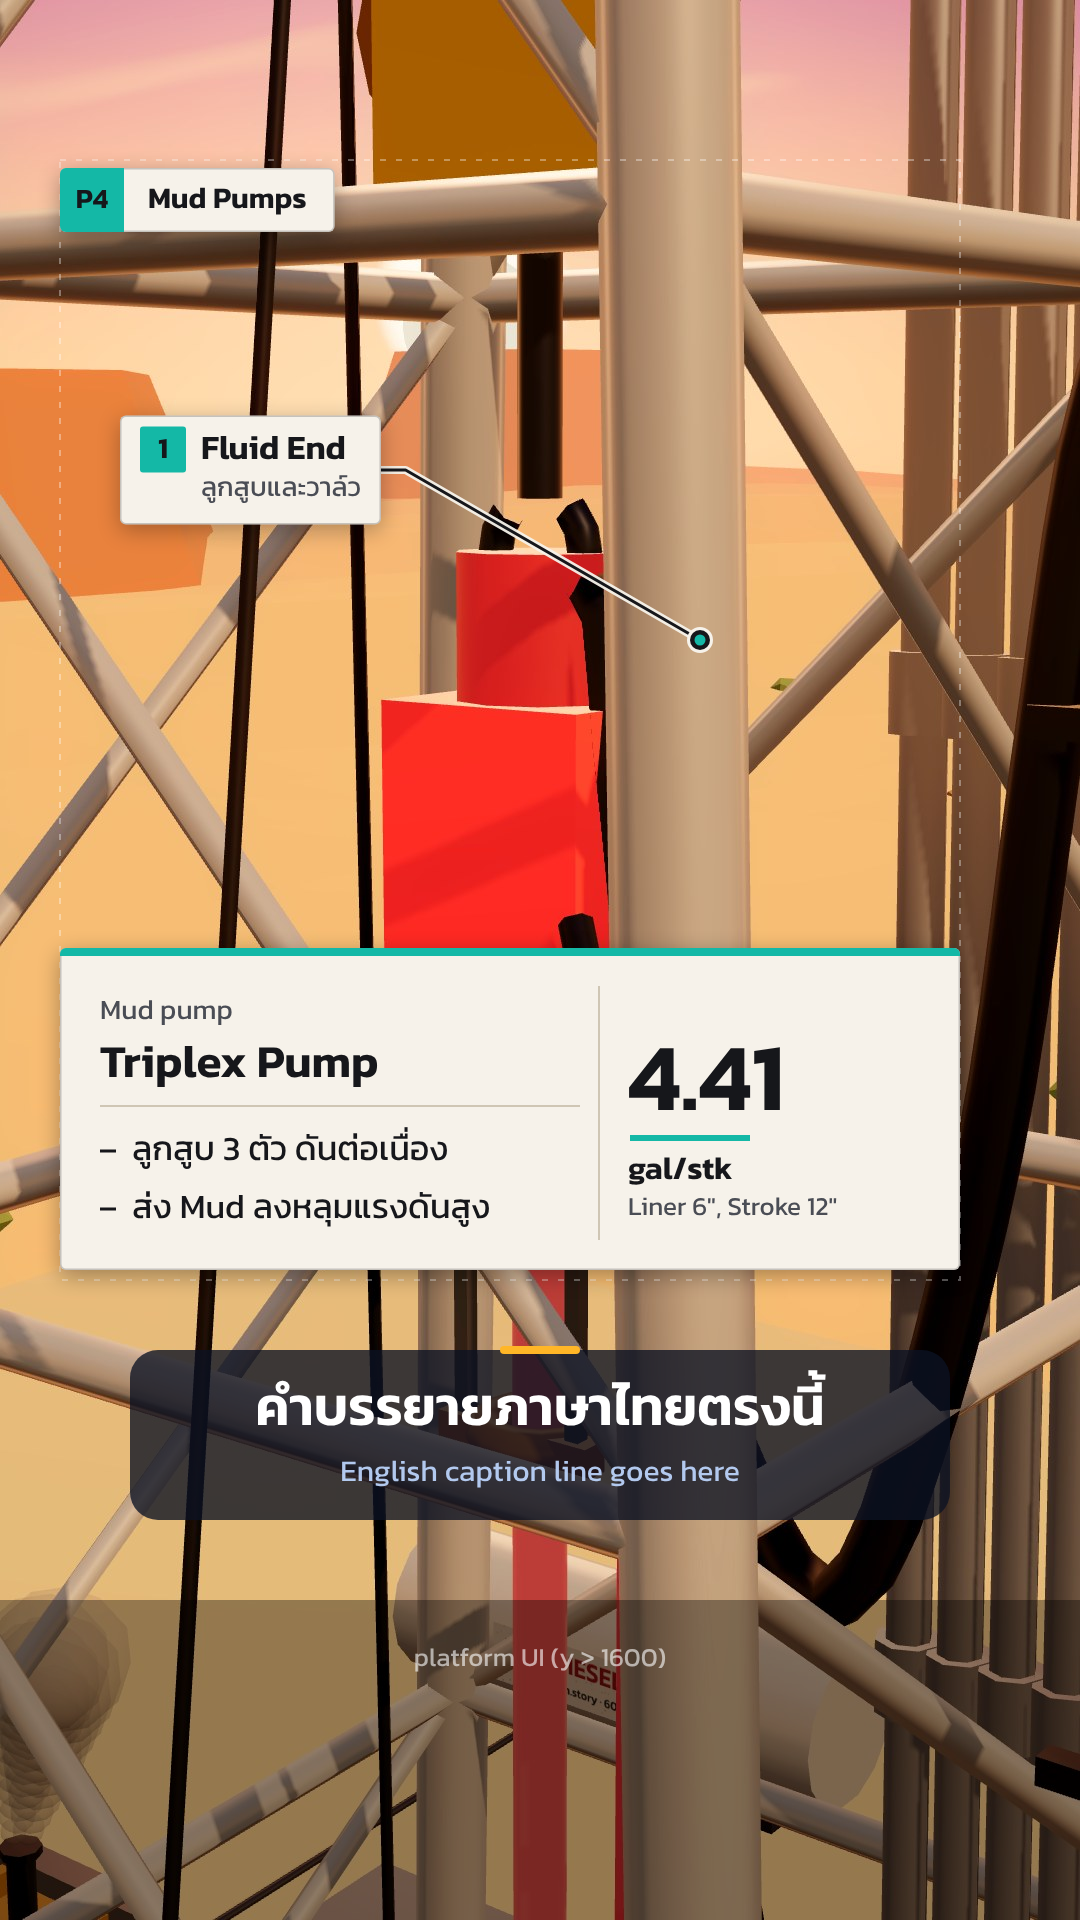 P4 Mud Pumps
1 Fluid End
ลูกสูบและวาล์ว
Mud pump
Triplex Pump
– ลูกสูบ 3 ตัว ดันต่อเนื่อง
– ส่ง Mud ลงหลุมแรงดันสูง
4.41
gal/stk
Liner 6", Stroke 12"
คำบรรยายภาษาไทยตรงนี้
English caption line goes here
platform UI (y > 1600)